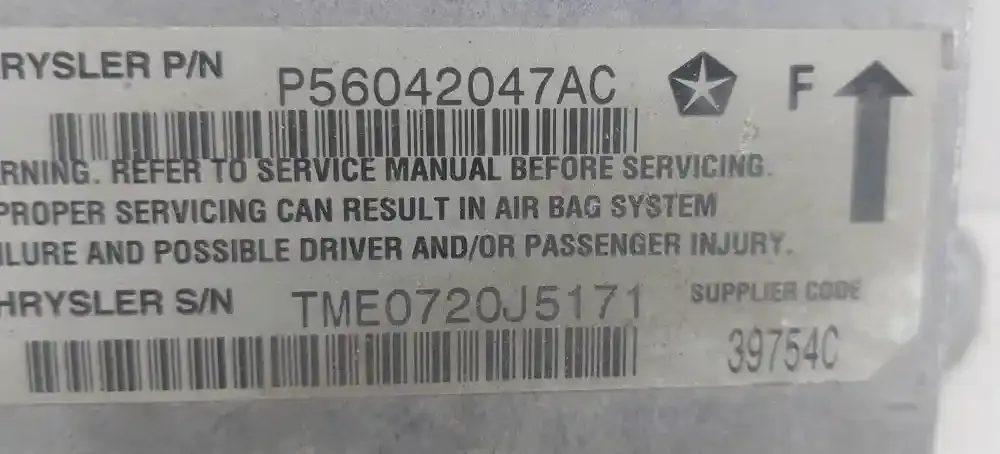 RYSLER P/N P56042047AC F
RNING. REFER TO SERVICE MANUAL BEFORE SERVICING.
PROPER SERVICING CAN RESULT IN AIR BAG SYSTEM
ILURE AND POSSIBLE DRIVER AND/OR PASSENGER INJURY.
HRYSLER S/N TME0720J5171 SUPPLIER CODE
39754C